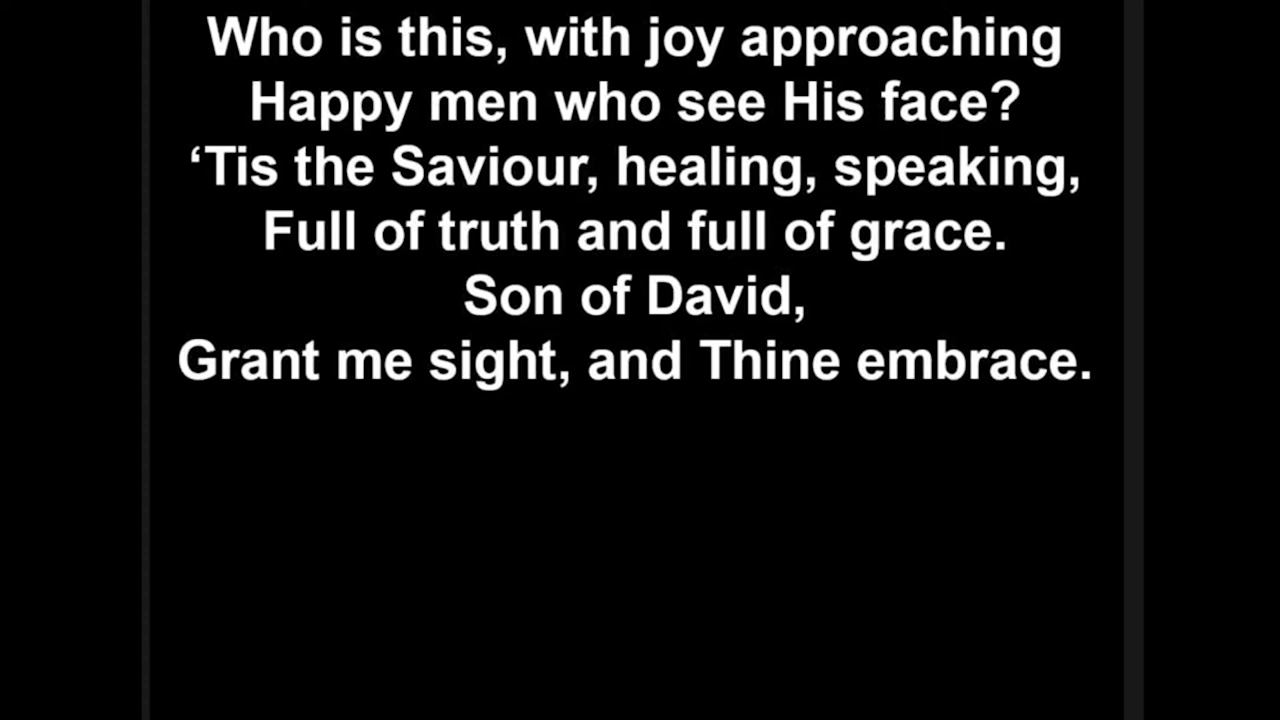 Who is this, with joy approaching
Happy men who see His face?
‘Tis the Saviour, healing, speaking,
Full of truth and full of grace.
Son of David,
Grant me sight, and Thine embrace.